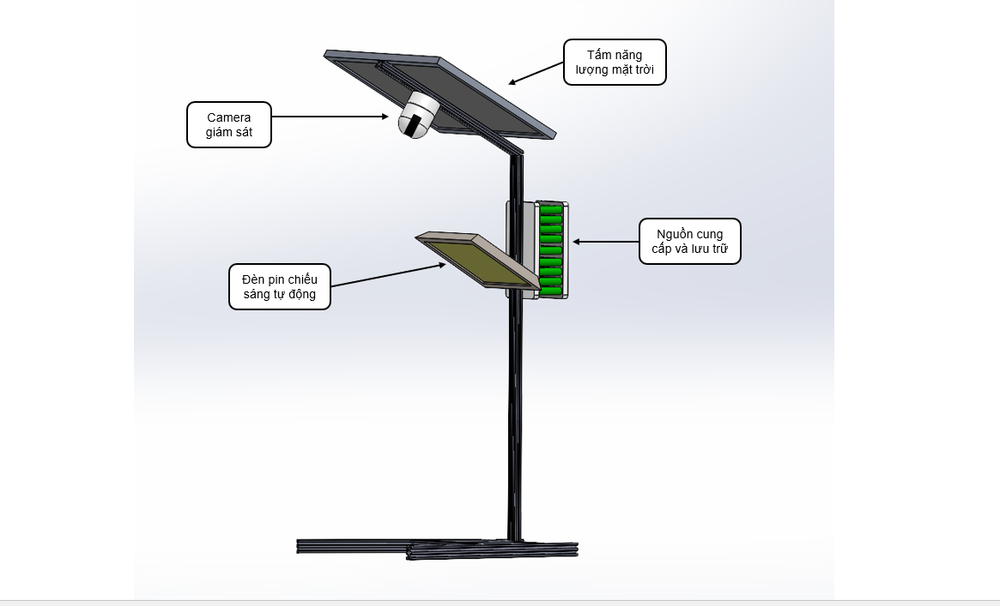 Tấm năng
lượng mặt trời
Camera
giám sát
Nguồn cung
cấp và lưu trữ
Đèn pin chiếu
sáng tự động